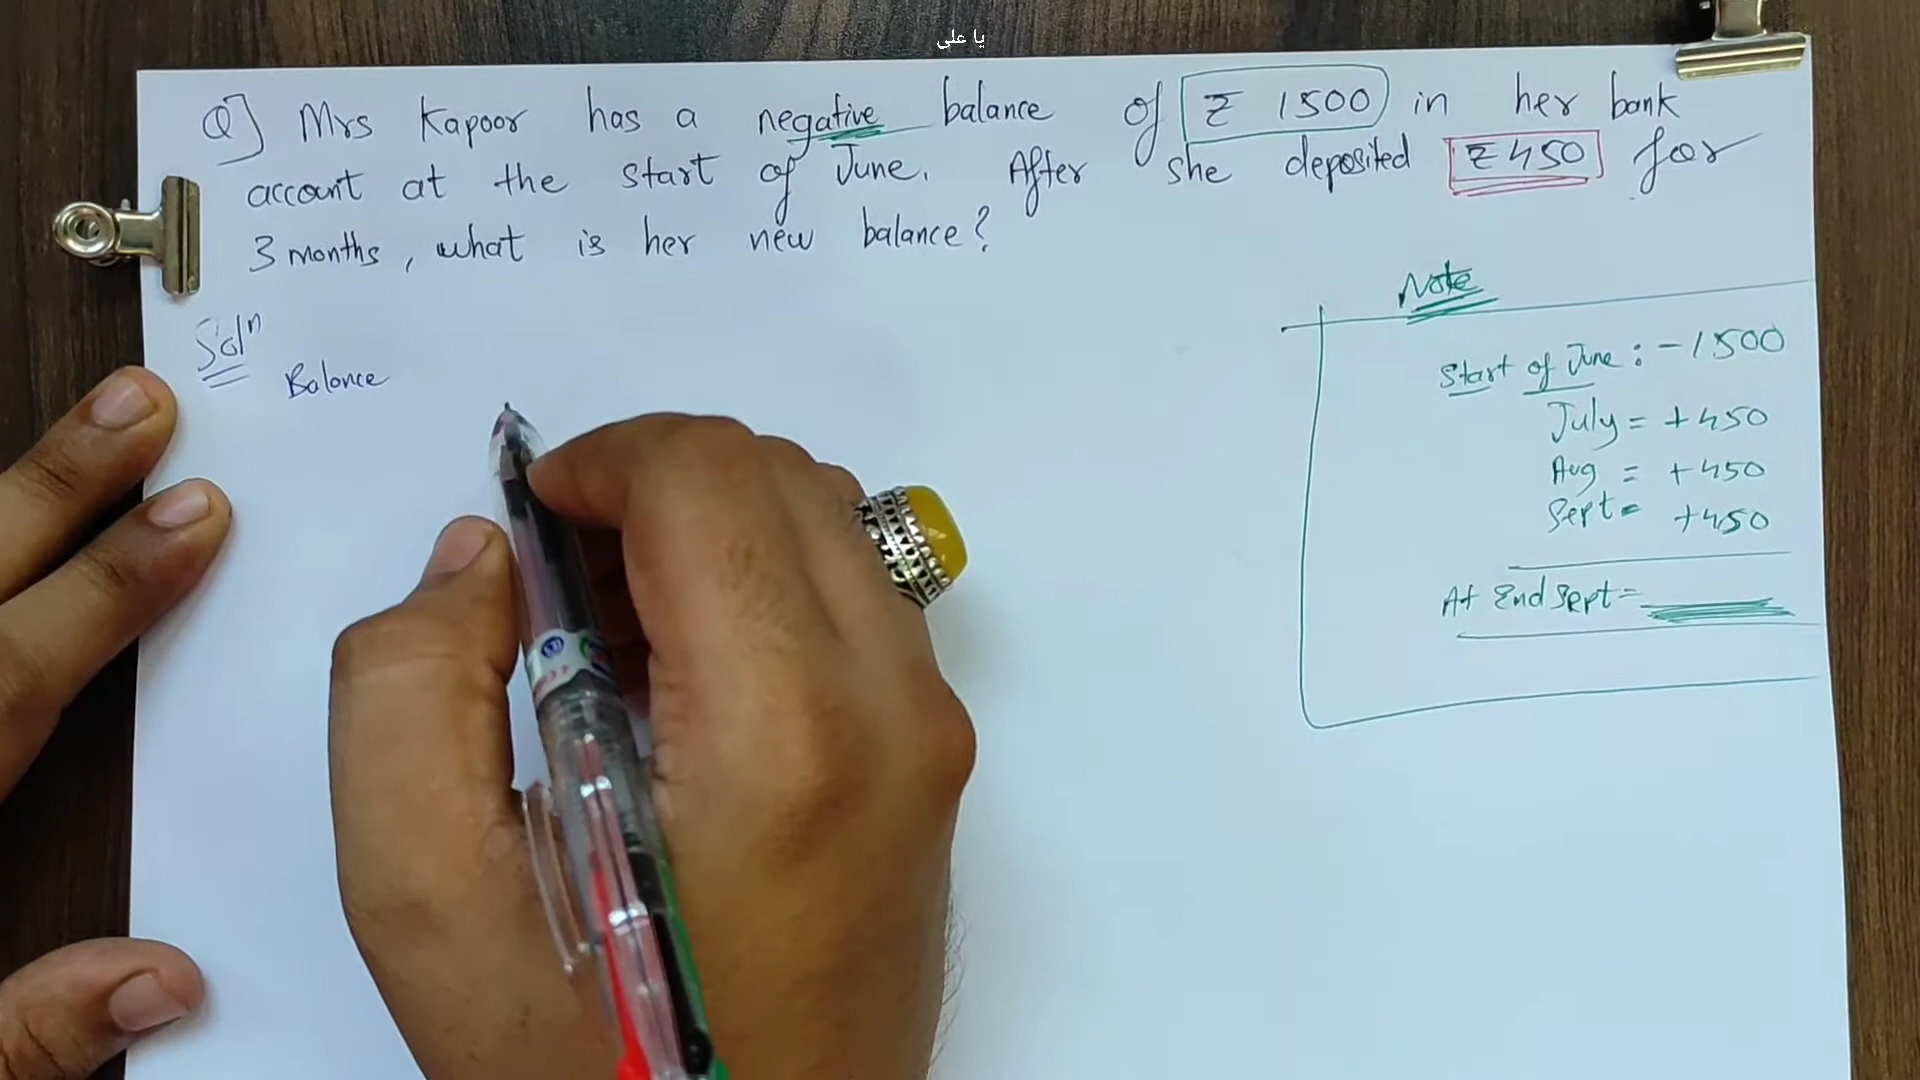 يا على
Q] Mrs Kapoor has a negative balance of ₹ 1500 in her bank
account at the start of June. After she deposited ₹450 for
3 months, what is her new balance?
Note
Soln
Start of June : -1500
Balance
July = +450
Aug = +450
Sept = +450
At End Sept =